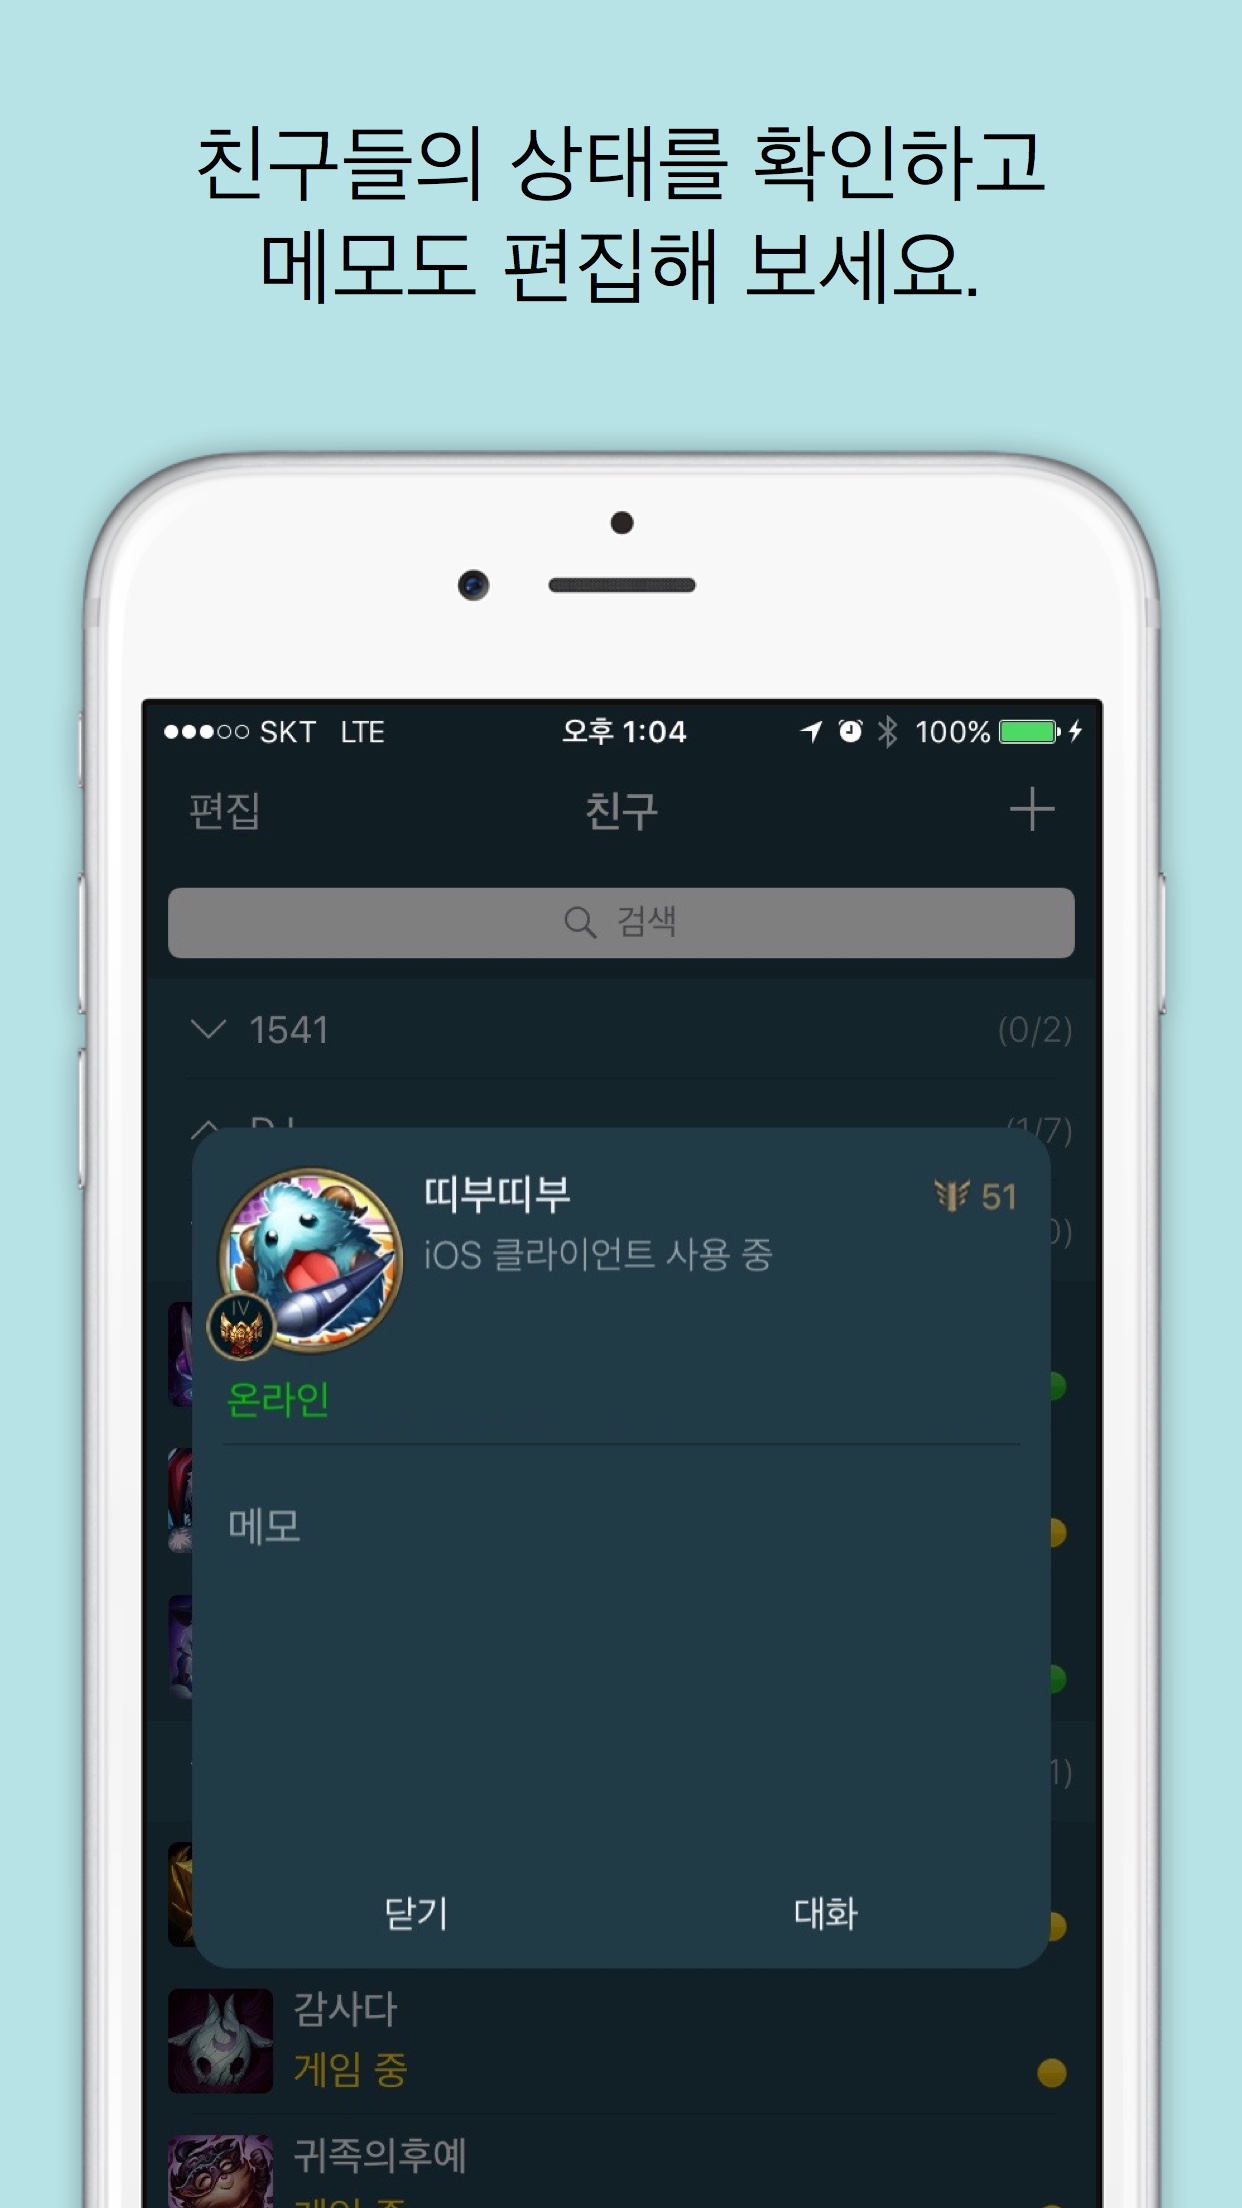 친구들의 상태를 확인하고
메모도 편집해 보세요.
SKT LTE 오후 1:04 100%
편집 친구
검색
1541 (0/2)
(1/7)
띠부띠부 51
iOS 클라이언트 사용 중
IV
온라인
메모
닫기 대화
감사다
게임 중
귀족의후예
게임 중